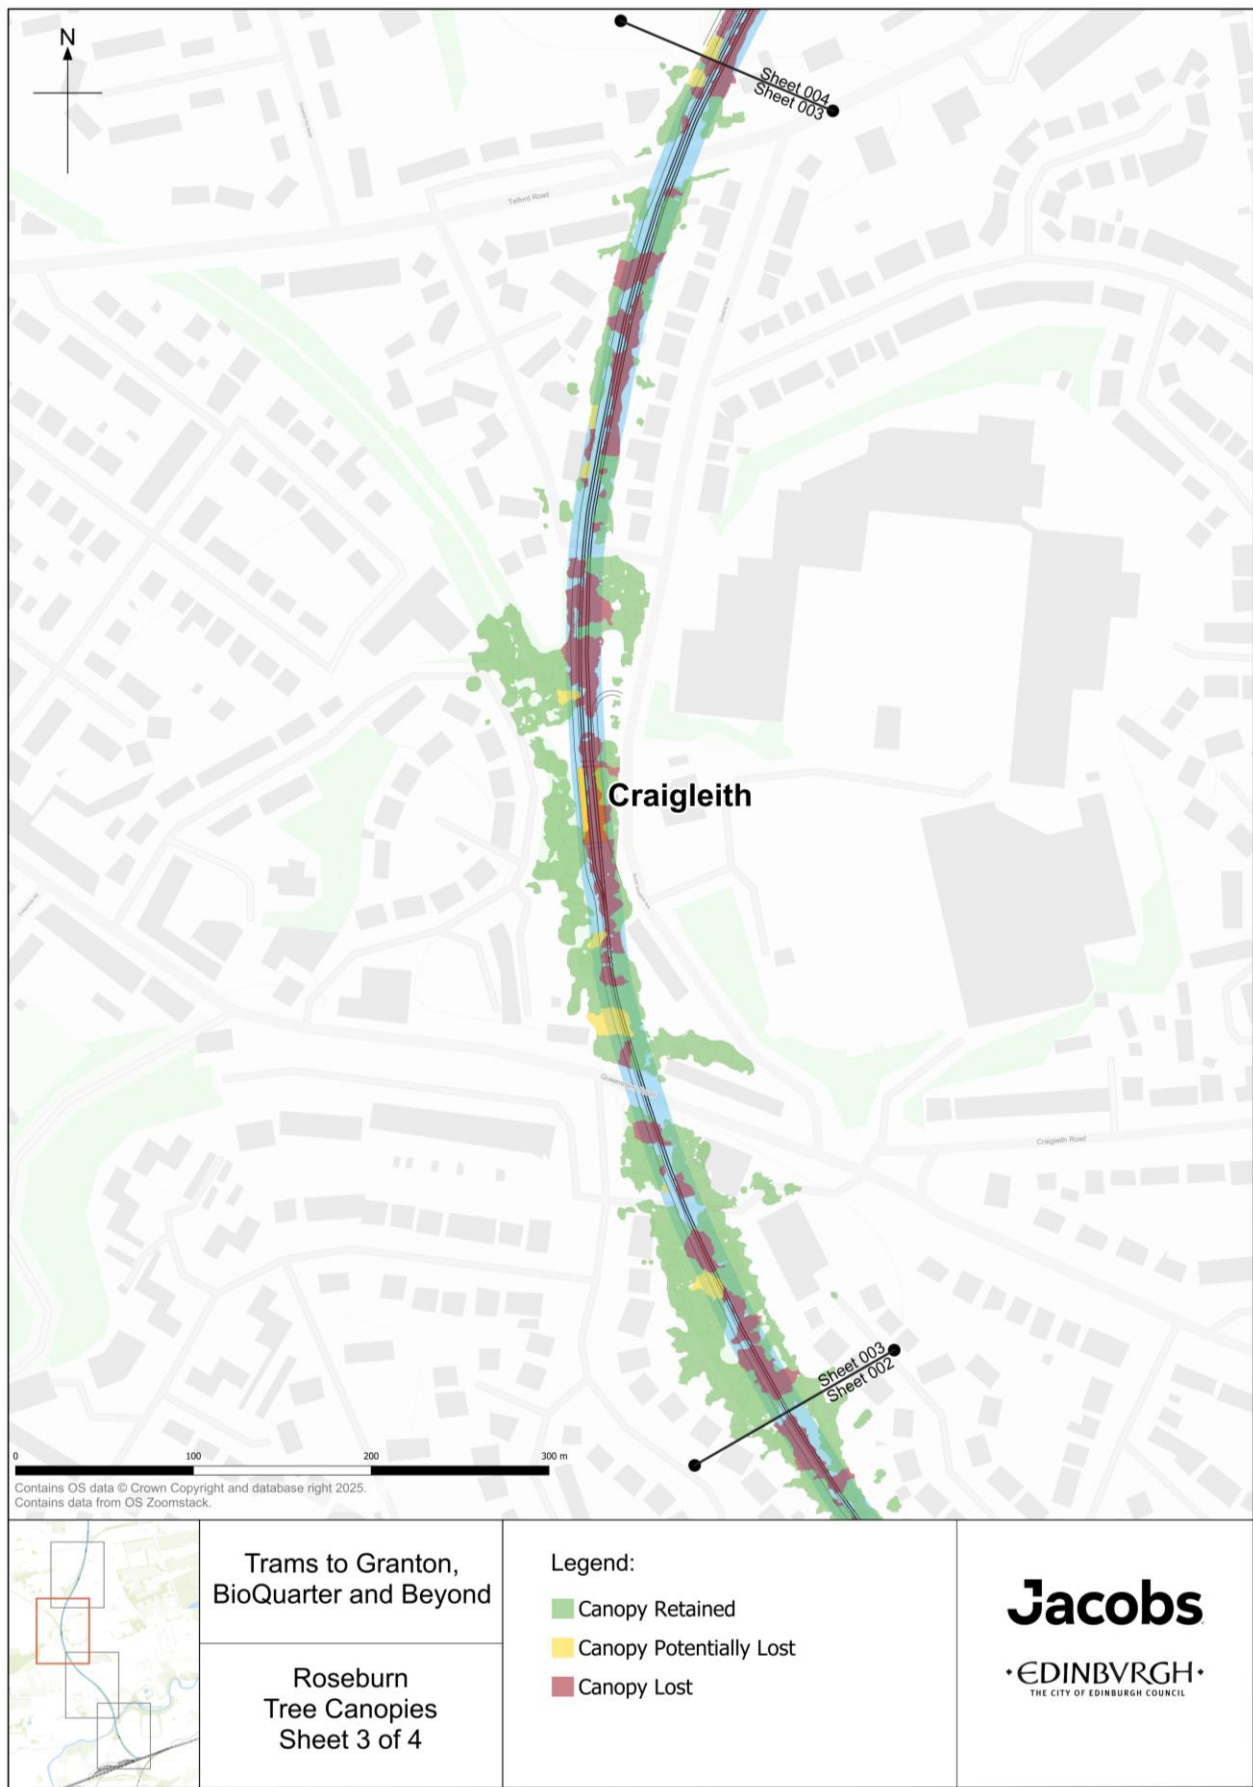 N
Sheet 004
Sheet 003
Telford Road
Craigleith
Craigleith Road
Sheet 003
Sheet 002
0 100 200 300 m
Contains OS data © Crown Copyright and database right 2025.
Contains data from OS Zoomstack.
Trams to Granton,
BioQuarter and Beyond
Roseburn
Tree Canopies
Sheet 3 of 4
Legend:
Canopy Retained
Canopy Potentially Lost
Canopy Lost
Jacobs
•EDINBVRGH•
THE CITY OF EDINBURGH COUNCIL